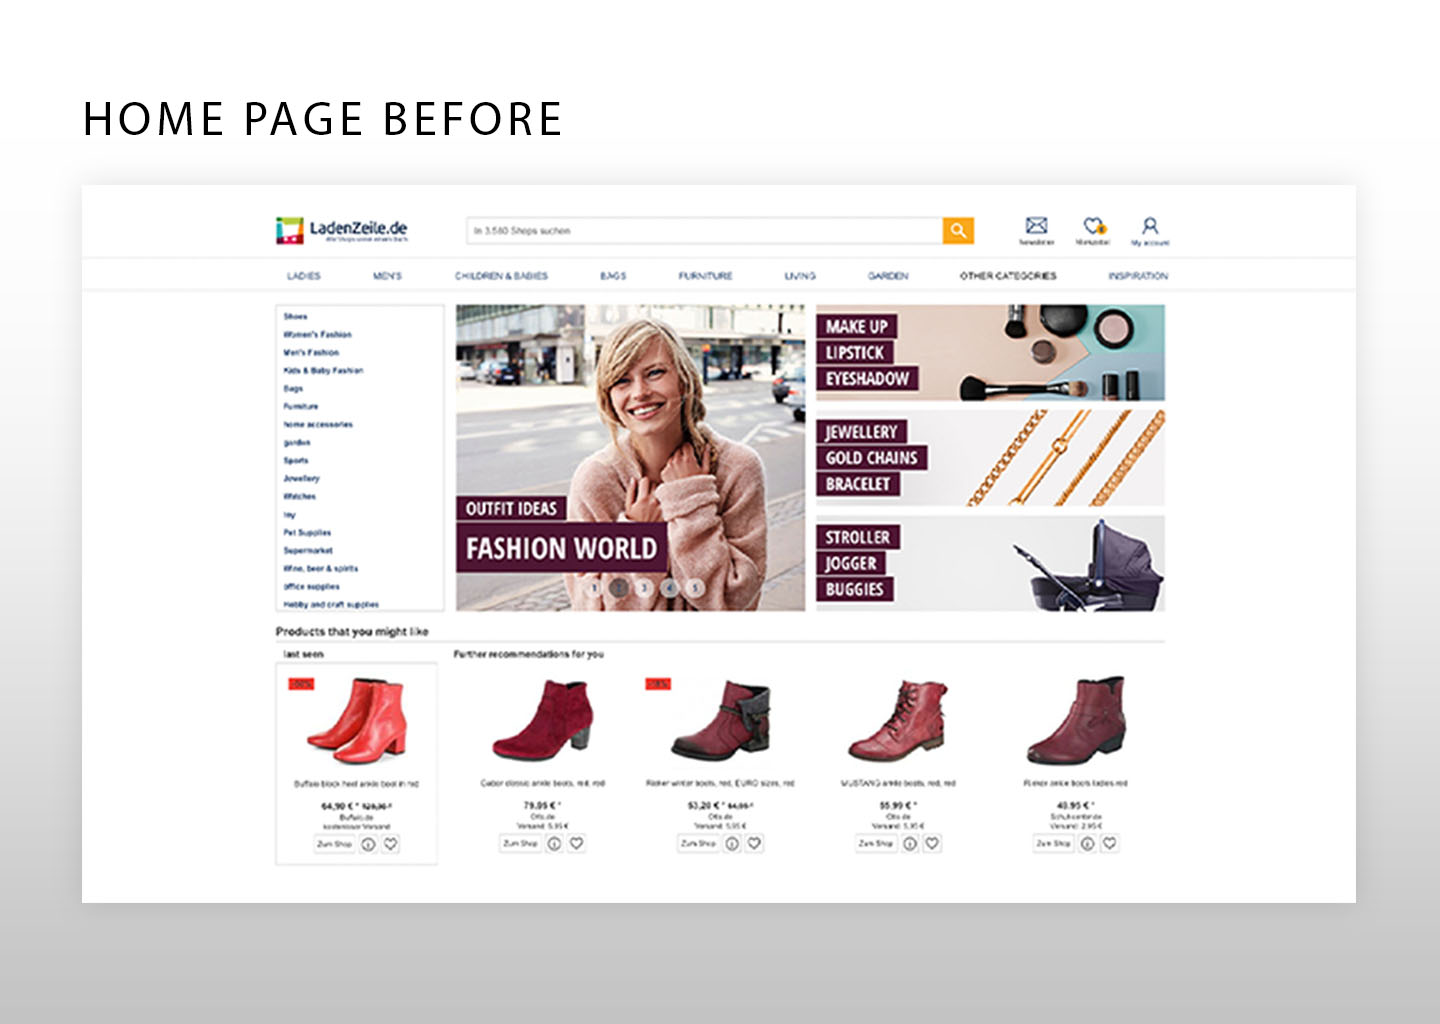 HOME PAGE BEFORE
LadenZeile.de
In 3.580 Shops suchen
Newsletter
Merkzettel
My account
LADIES
MEN'S
CHILDREN & BABIES
BAGS
FURNITURE
LIVING
GARDEN
OTHER CATEGORIES
INSPIRATION
Shoes
Women's Fashion
Men's Fashion
Kids & Baby Fashion
Bags
Furniture
home accessories
garden
Sports
Jewellery
Watches
toy
Pet Supplies
Supermarket
Wine, beer & spirits
office supplies
Hobby and craft supplies
OUTFIT IDEAS
FASHION WORLD
1 2 3 4 5
MAKE UP
LIPSTICK
EYESHADOW
JEWELLERY
GOLD CHAINS
BRACELET
STROLLER
JOGGER
BUGGIES
Products that you might like
last seen
Further recommendations for you
Buffalo block heel ankle boot in red
64,90 € *
Buffalo.de
kostenloser Versand
Zum Shop
Gabor classic ankle boots, red, red
79,95 € *
Otto.de
Versand: 5,95 €
Zum Shop
Rieker winter boots, red, EURO sizes, red
53,20 € *
Otto.de
Versand: 5,95 €
Zum Shop
MUSTANG ankle boots, red, red
55,99 € *
Otto.de
Versand: 5,95 €
Zum Shop
Rieker ankle boots ladies red
49,95 € *
Schuhcenter.de
Versand: 2,95 €
Zum Shop